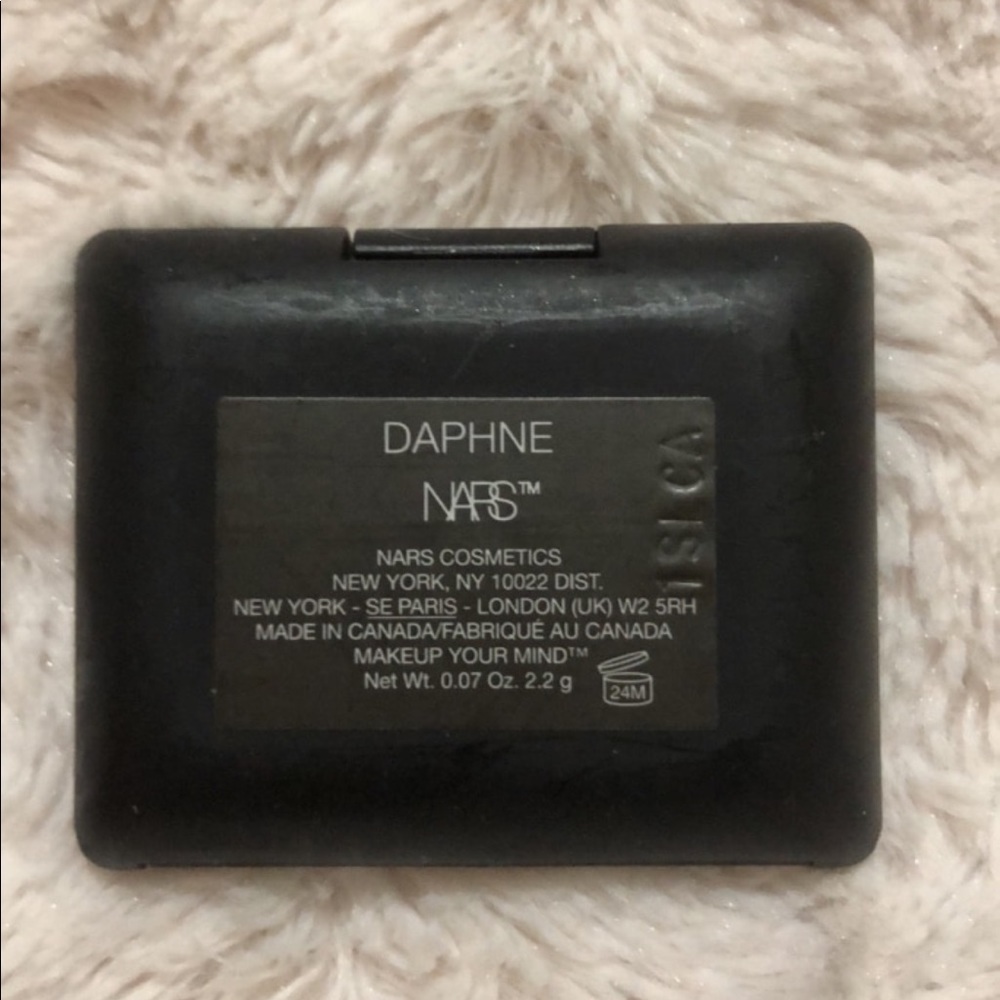 DAPHNE
NARS™
NARS COSMETICS
NEW YORK, NY 10022 DIST.
NEW YORK - SE PARIS - LONDON (UK) W2 5RH
MADE IN CANADA/FABRIQUÉ AU CANADA
MAKEUP YOUR MIND™
Net Wt. 0.07 Oz. 2.2 g
24M